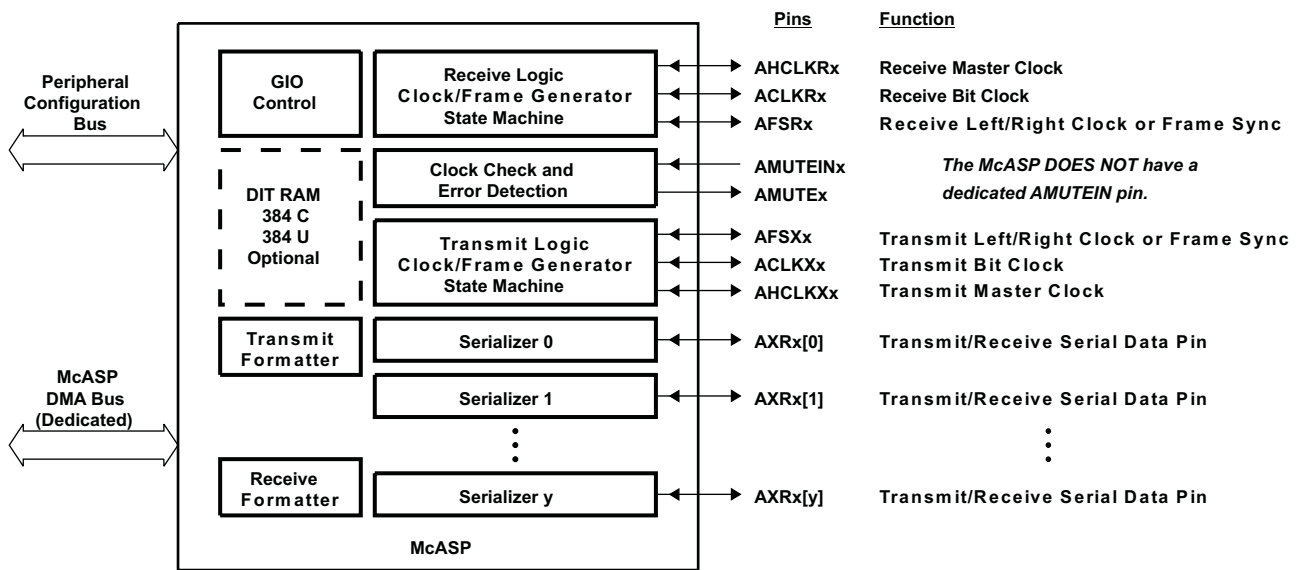 Pins Function
Peripheral
Configuration
Bus
McASP
DMA Bus
(Dedicated)
GIO
Control
DIT RAM
384 C
384 U
Optional
Transmit
Formatter
Receive
Formatter
Receive Logic
Clock/Frame Generator
State Machine
Clock Check and
Error Detection
Transmit Logic
Clock/Frame Generator
State Machine
Serializer 0
Serializer 1
Serializer y
McASP
AHCLKRx Receive Master Clock
ACLKRx Receive Bit Clock
AFSRx Receive Left/Right Clock or Frame Sync
AMUTEINx The McASP DOES NOT have a
AMUTEx dedicated AMUTEIN pin.
AFSXx Transmit Left/Right Clock or Frame Sync
ACLKXx Transmit Bit Clock
AHCLKXx Transmit Master Clock
AXRx[0] Transmit/Receive Serial Data Pin
AXRx[1] Transmit/Receive Serial Data Pin
AXRx[y] Transmit/Receive Serial Data Pin